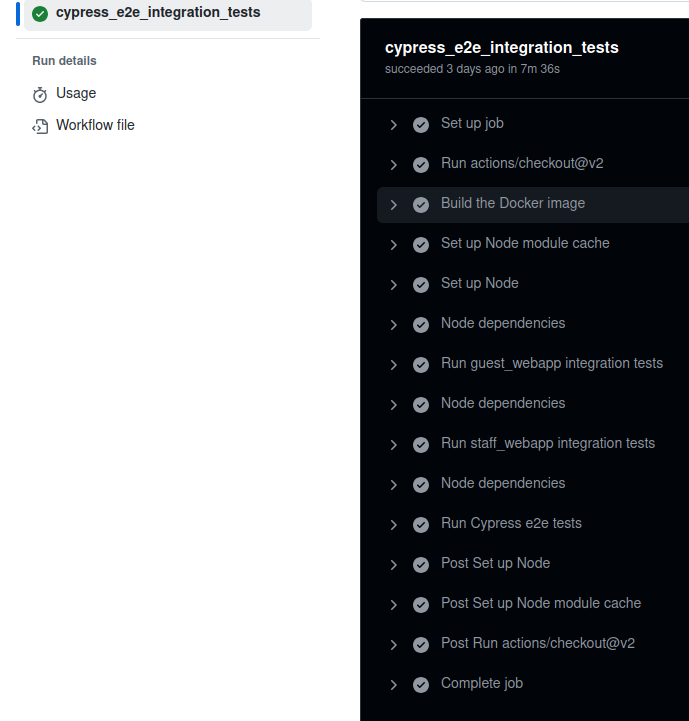 cypress_e2e_integration_tests
Run details
Usage
Workflow file
cypress_e2e_integration_tests
succeeded 3 days ago in 7m 36s
Set up job
Run actions/checkout@v2
Build the Docker image
Set up Node module cache
Set up Node
Node dependencies
Run guest_webapp integration tests
Node dependencies
Run staff_webapp integration tests
Node dependencies
Run Cypress e2e tests
Post Set up Node
Post Set up Node module cache
Post Run actions/checkout@v2
Complete job